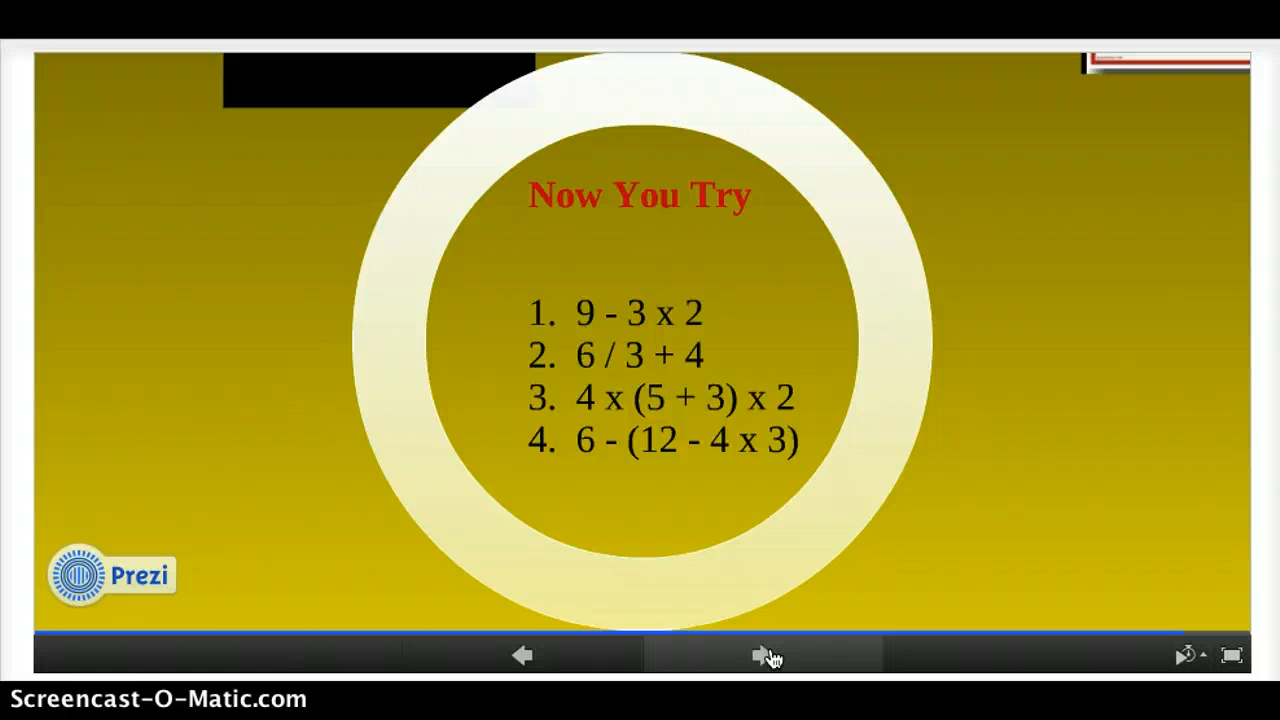 Now You Try
1. 9 - 3 x 2
2. 6 / 3 + 4
3. 4 x (5 + 3) x 2
4. 6 - (12 - 4 x 3)
Prezi
Screencast-O-Matic.com